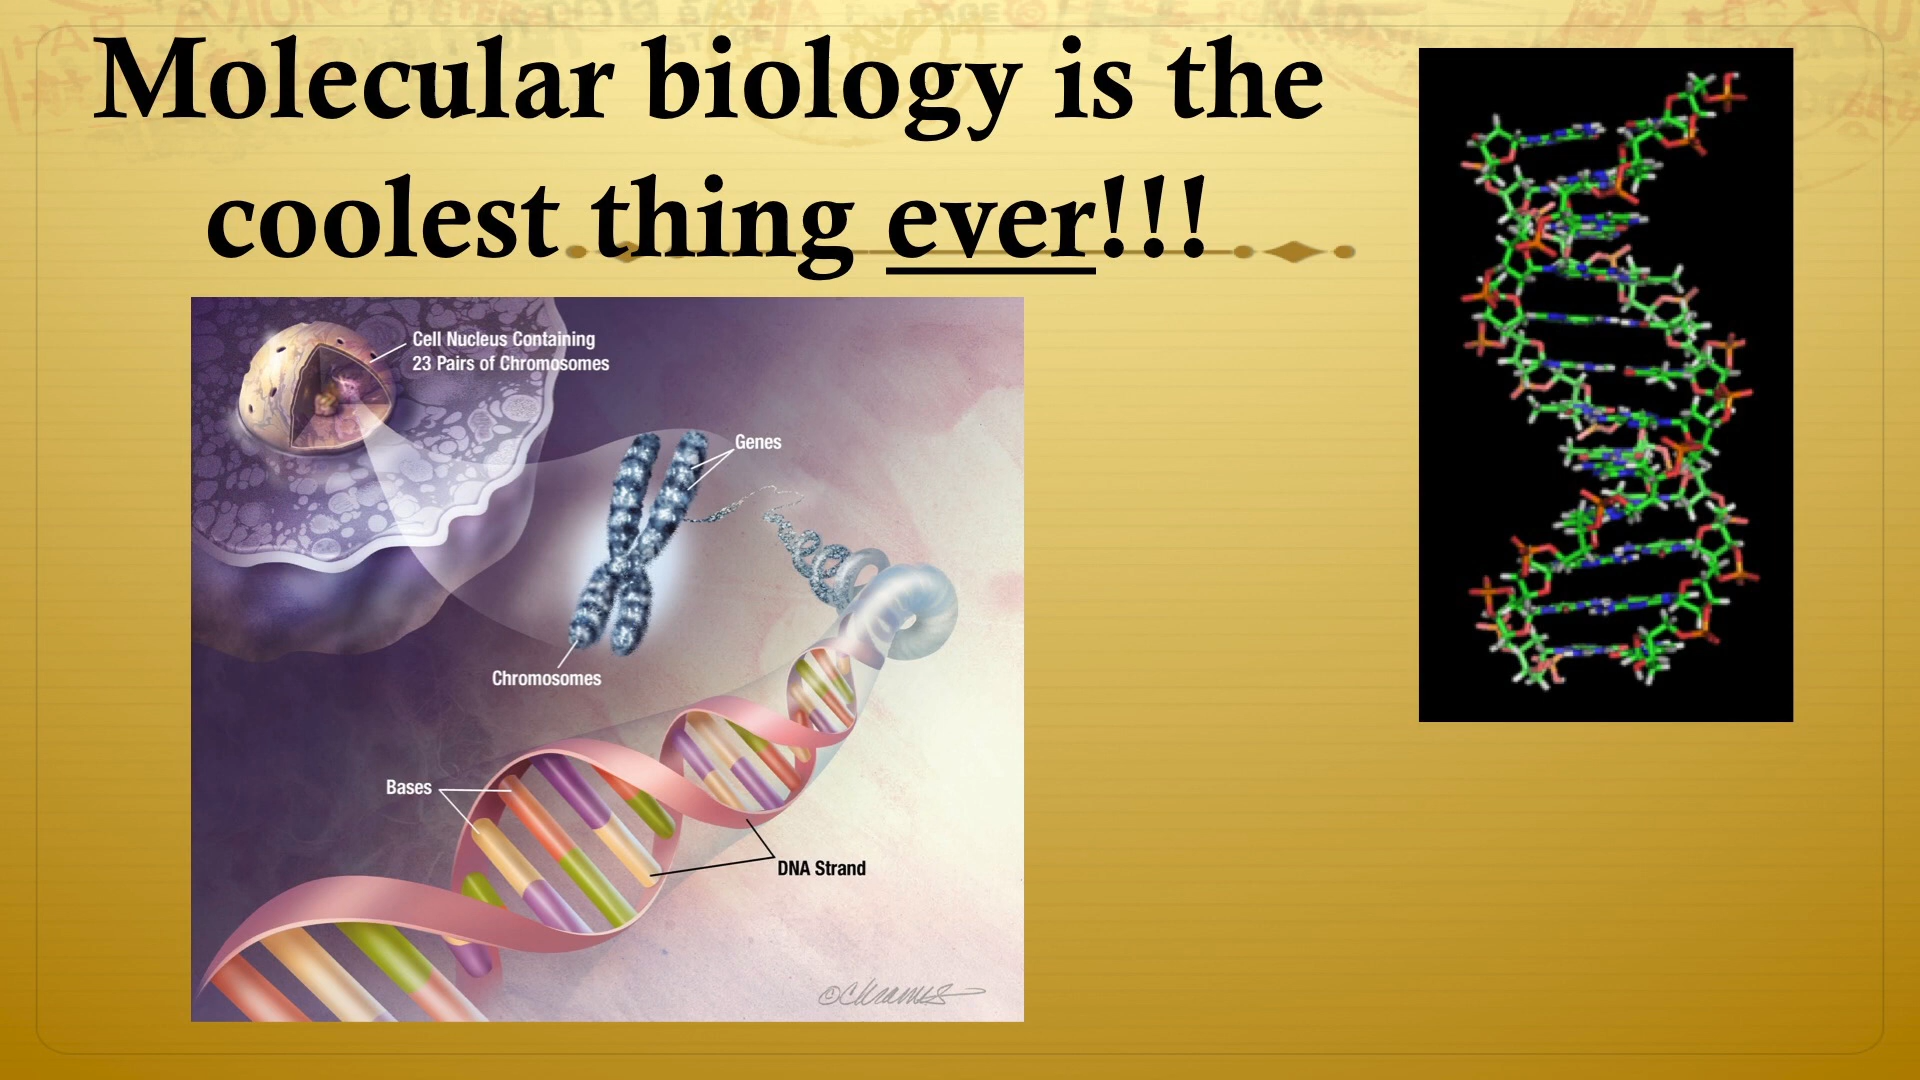 Molecular biology is the
coolest thing ever!!!
Cell Nucleus Containing
23 Pairs of Chromosomes
Genes
Chromosomes
Bases
DNA Strand